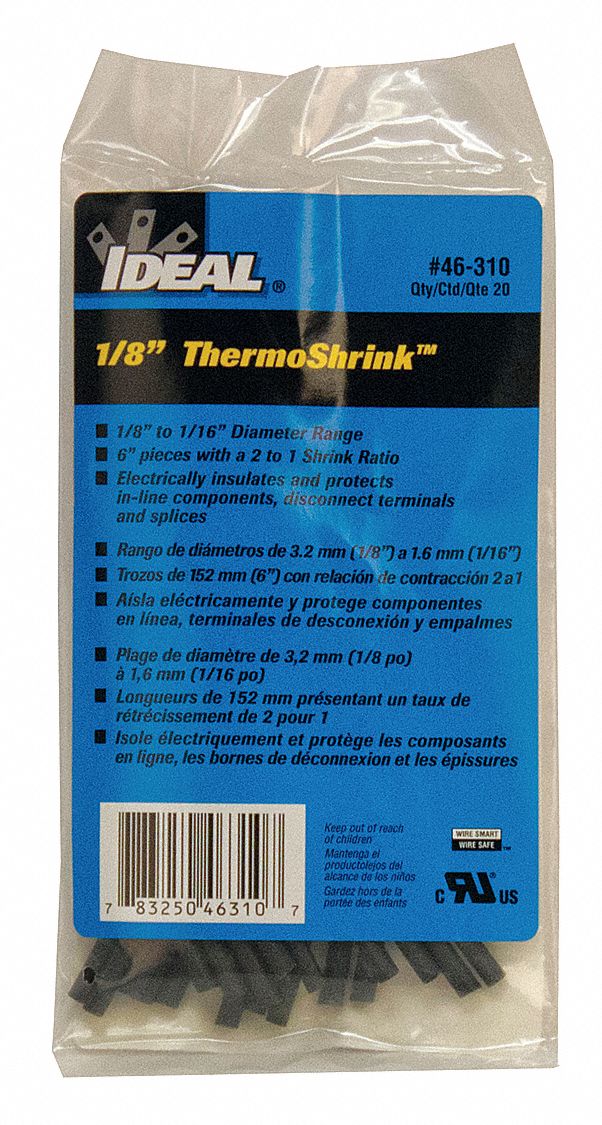 IDEAL®
#46-310
Qty/Ctd/Qte 20
1/8" ThermoShrink™
■ 1/8" to 1/16" Diameter Range
■ 6" pieces with a 2 to 1 Shrink Ratio
■ Electrically insulates and protects
in-line components, disconnect terminals
and splices
■ Rango de diámetros de 3.2 mm (1/8") a 1.6 mm (1/16")
■ Trozos de 152 mm (6") con relación de contracción 2 a 1
■ Aísla eléctricamente y protege componentes
en línea, terminales de desconexión y empalmes
■ Plage de diamètre de 3,2 mm (1/8 po)
à 1,6 mm (1/16 po)
■ Longueurs de 152 mm présentant un taux de
rétrécissement de 2 pour 1
■ Isole électriquement et protège les composants
en ligne, les bornes de déconnexion et les épissures
7 83250 46310 7
Keep out of reach
of children
Mantenga el
productolejos del
alcance de los niños
Gardez hors de la
portée des enfants
WIRE SMART
WIRE SAFE™
C RU® US